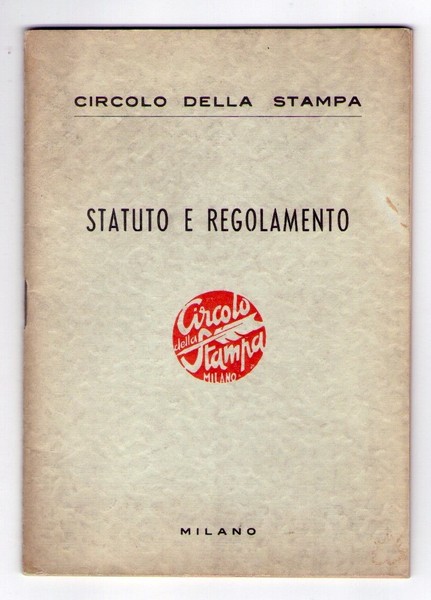 CIRCOLO DELLA STAMPA
STATUTO E REGOLAMENTO
Circolo
della
Stampa
MILANO
MILANO